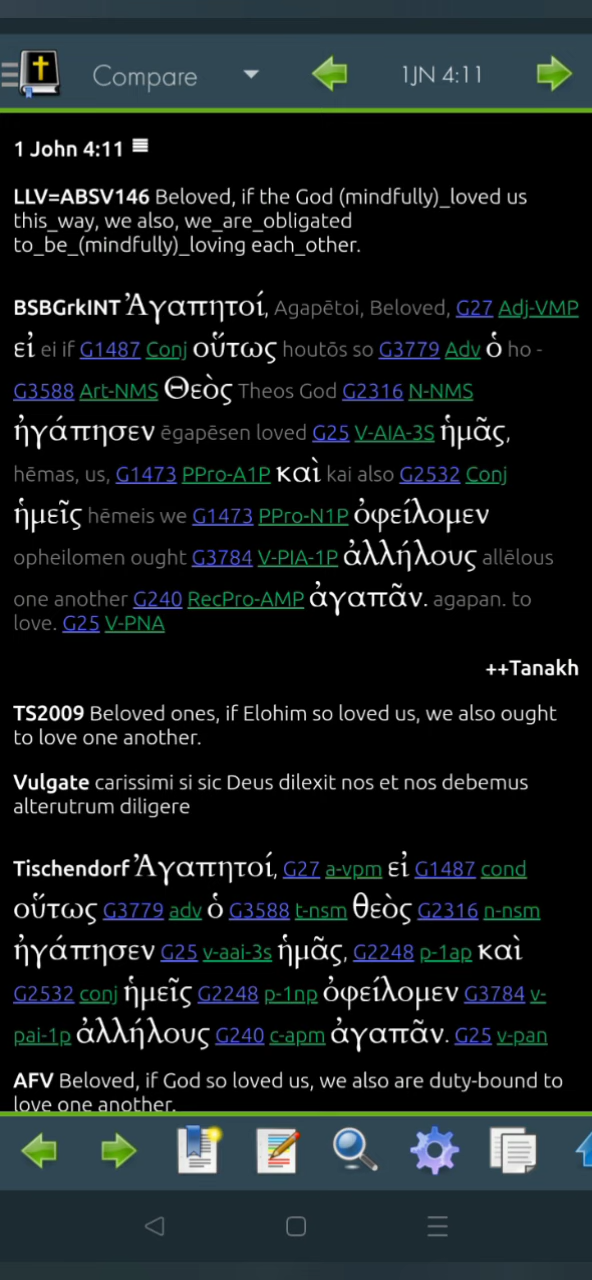 Compare
1JN 4:11
1 John 4:11
LLV=ABSV146 Beloved, if the God (mindfully)_loved us
this_way, we also, we_are_obligated
to_be_(mindfully)_loving each_other.
BSBGrkINT Ἀγαπητοί, Agapētoi, Beloved, G27 Adj-VMP
εἰ ei if G1487 Conj οὕτως houtōs so G3779 Adv ὁ ho -
G3588 Art-NMS Θεὸς Theos God G2316 N-NMS
ἠγάπησεν ēgapēsen loved G25 V-AIA-3S ἡμᾶς,
hēmas, us, G1473 PPro-A1P καὶ kai also G2532 Conj
ἡμεῖς hēmeis we G1473 PPro-N1P ὀφείλομεν
opheilomen ought G3784 V-PIA-1P ἀλλήλους allēlous
one another G240 RecPro-AMP ἀγαπᾶν. agapan. to
love. G25 V-PNA
++Tanakh
TS2009 Beloved ones, if Elohim so loved us, we also ought
to love one another.
Vulgate carissimi si sic Deus dilexit nos et nos debemus
alterutrum diligere
Tischendorf Ἀγαπητοί, G27 a-vpm εἰ G1487 cond
οὕτως G3779 adv ὁ G3588 t-nsm θεὸς G2316 n-nsm
ἠγάπησεν G25 v-aai-3s ἡμᾶς, G2248 p-1ap καὶ
G2532 conj ἡμεῖς G2248 p-1np ὀφείλομεν G3784 v-
pai-1p ἀλλήλους G240 c-apm ἀγαπᾶν. G25 v-pan
AFV Beloved, if God so loved us, we also are duty-bound to
love one another.